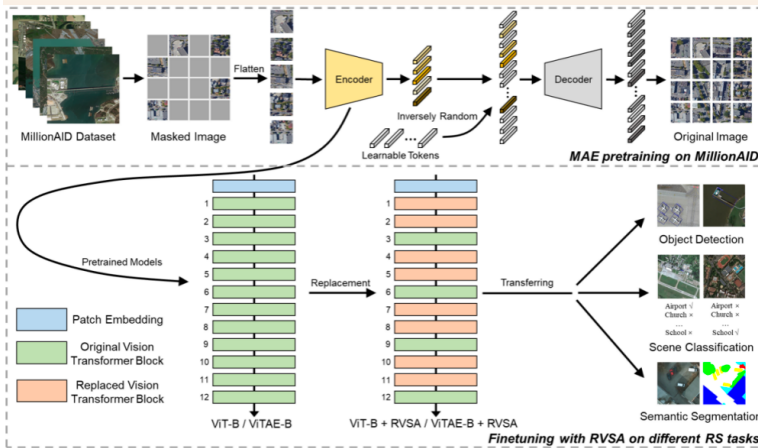 Flatten
Encoder
Decoder
Inversely Random
MillionAID Dataset
Masked Image
Learnable Tokens
Original Image
MAE pretraining on MillionAID
Pretrained Models
1
2
3
4
5
6
7
8
9
10
11
12
Replacement
1
2
3
4
5
6
7
8
9
10
11
12
Transferring
Patch Embedding
Original Vision
Transformer Block
Replaced Vision
Transformer Block
ViT-B / ViTAE-B
ViT-B + RVSA / ViTAE-B + RVSA
Object Detection
Airport √ Airport ×
Church × Church ×
... ...
School × School √
Scene Classification
Semantic Segmentation
Finetuning with RVSA on different RS tasks